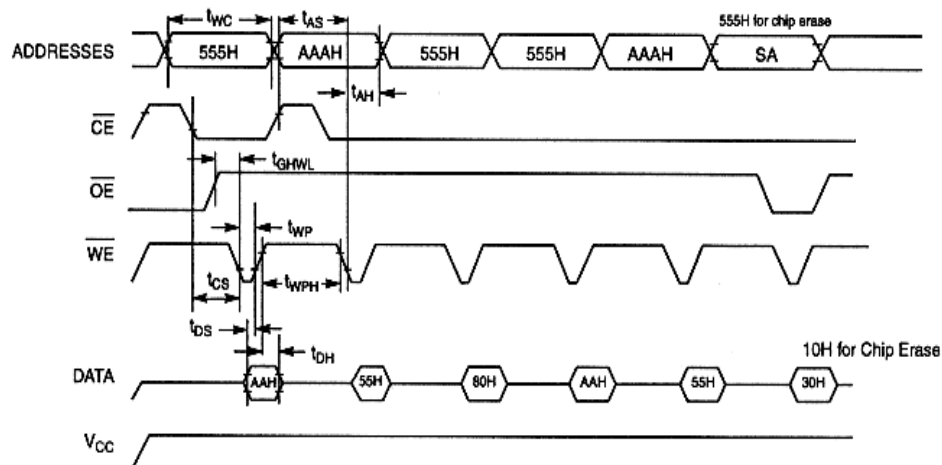 tWC tAS 555H for chip erase
ADDRESSES 555H AAAH 555H 555H AAAH SA
tAH
CE
tGHWL
OE
tWP
WE
tCS tWPH
tDS
tDH 10H for Chip Erase
DATA AAH 55H 80H AAH 55H 30H
VCC